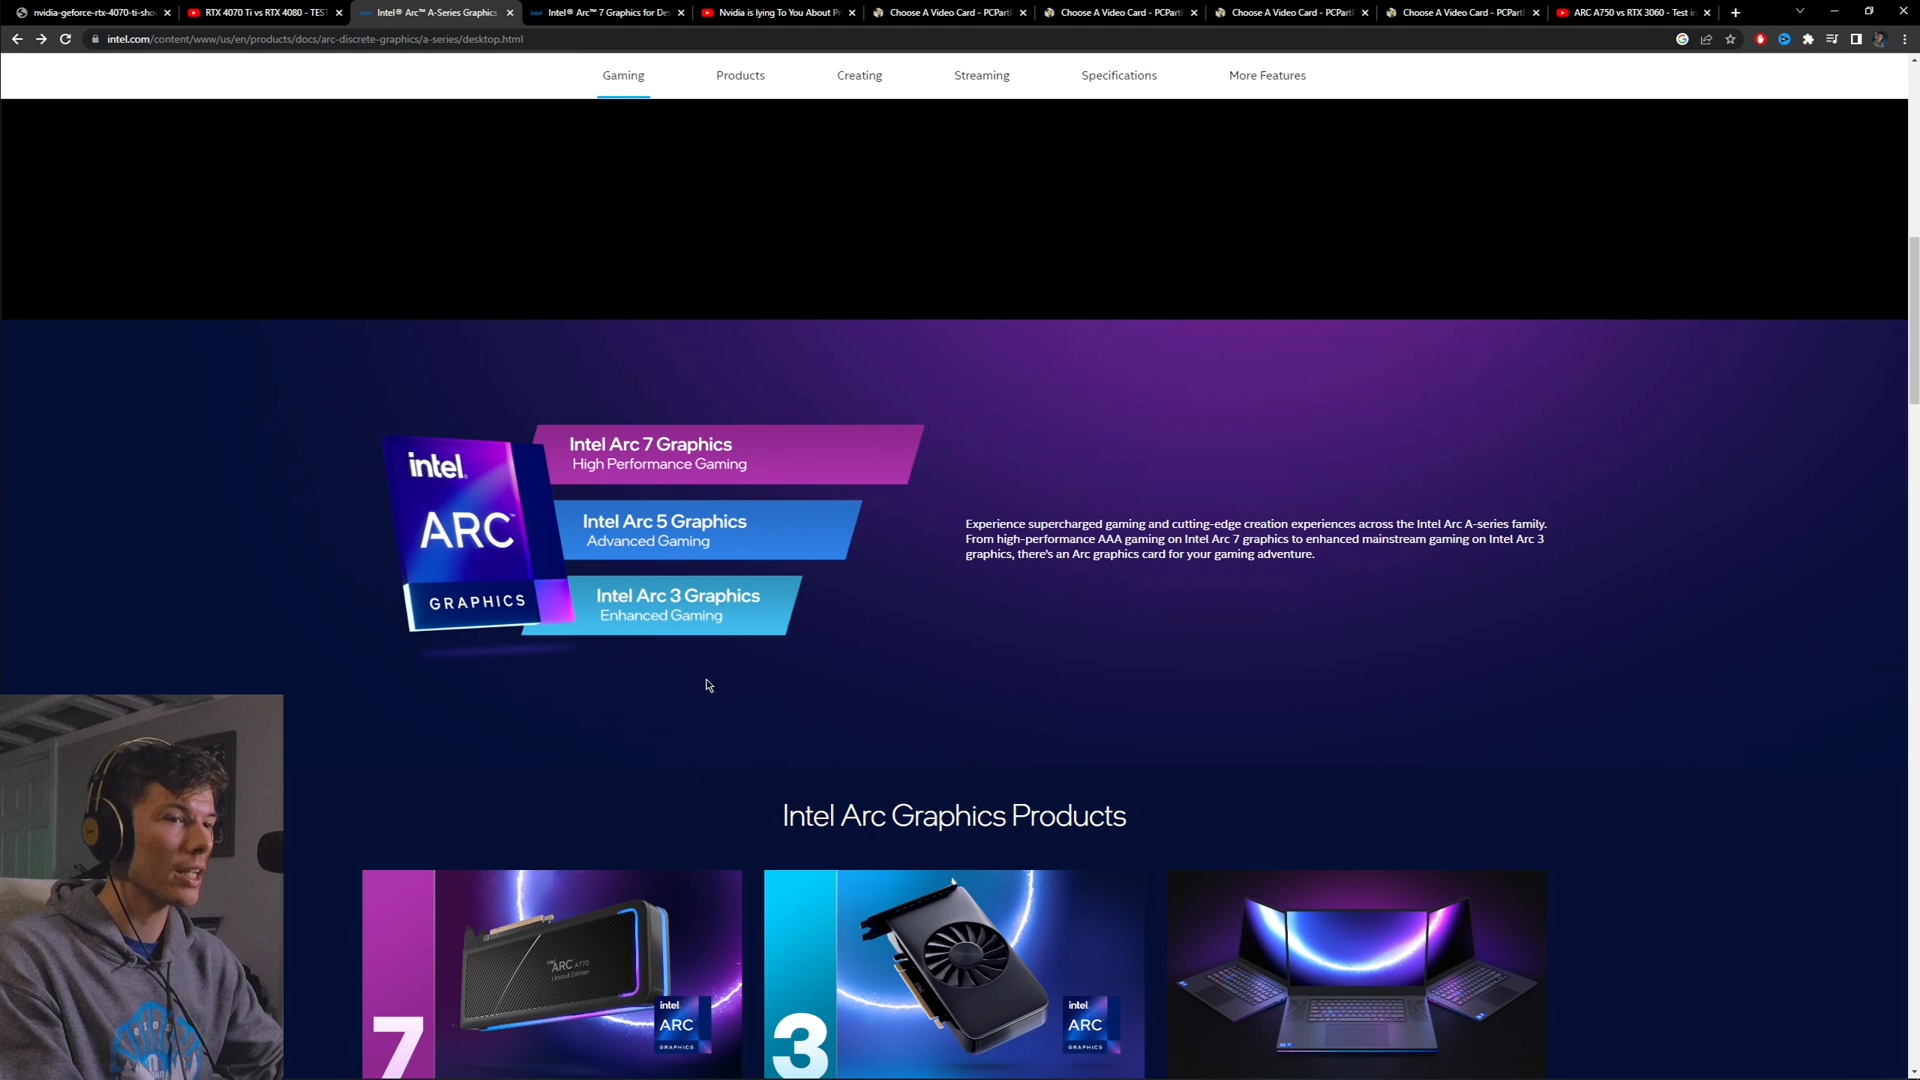 nvidia-geforce-rtx-4070-ti-sho
RTX 4070 Ti vs RTX 4080 - TEST
Intel® Arc™ A-Series Graphics
Intel® Arc™ 7 Graphics for De
Nvidia is lying To You About P
Choose A Video Card - PCPart
Choose A Video Card - PCPart
Choose A Video Card - PCPart
Choose A Video Card - PCPart
ARC A750 vs RTX 3060 - Test in
intel.com/content/www/us/en/products/docs/arc-discrete-graphics/a-series/desktop.html
Gaming
Products
Creating
Streaming
Specifications
More Features
intel.
ARC™
GRAPHICS
Intel Arc 7 Graphics
High Performance Gaming
Intel Arc 5 Graphics
Advanced Gaming
Intel Arc 3 Graphics
Enhanced Gaming
Experience supercharged gaming and cutting-edge creation experiences across the Intel Arc A-series family.
From high-performance AAA gaming on Intel Arc 7 graphics to enhanced mainstream gaming on Intel Arc 3
graphics, there's an Arc graphics card for your gaming adventure.
Intel Arc Graphics Products
7
intel ARC A770
Limited Edition
intel.
ARC
GRAPHICS
3
intel.
ARC
GRAPHICS